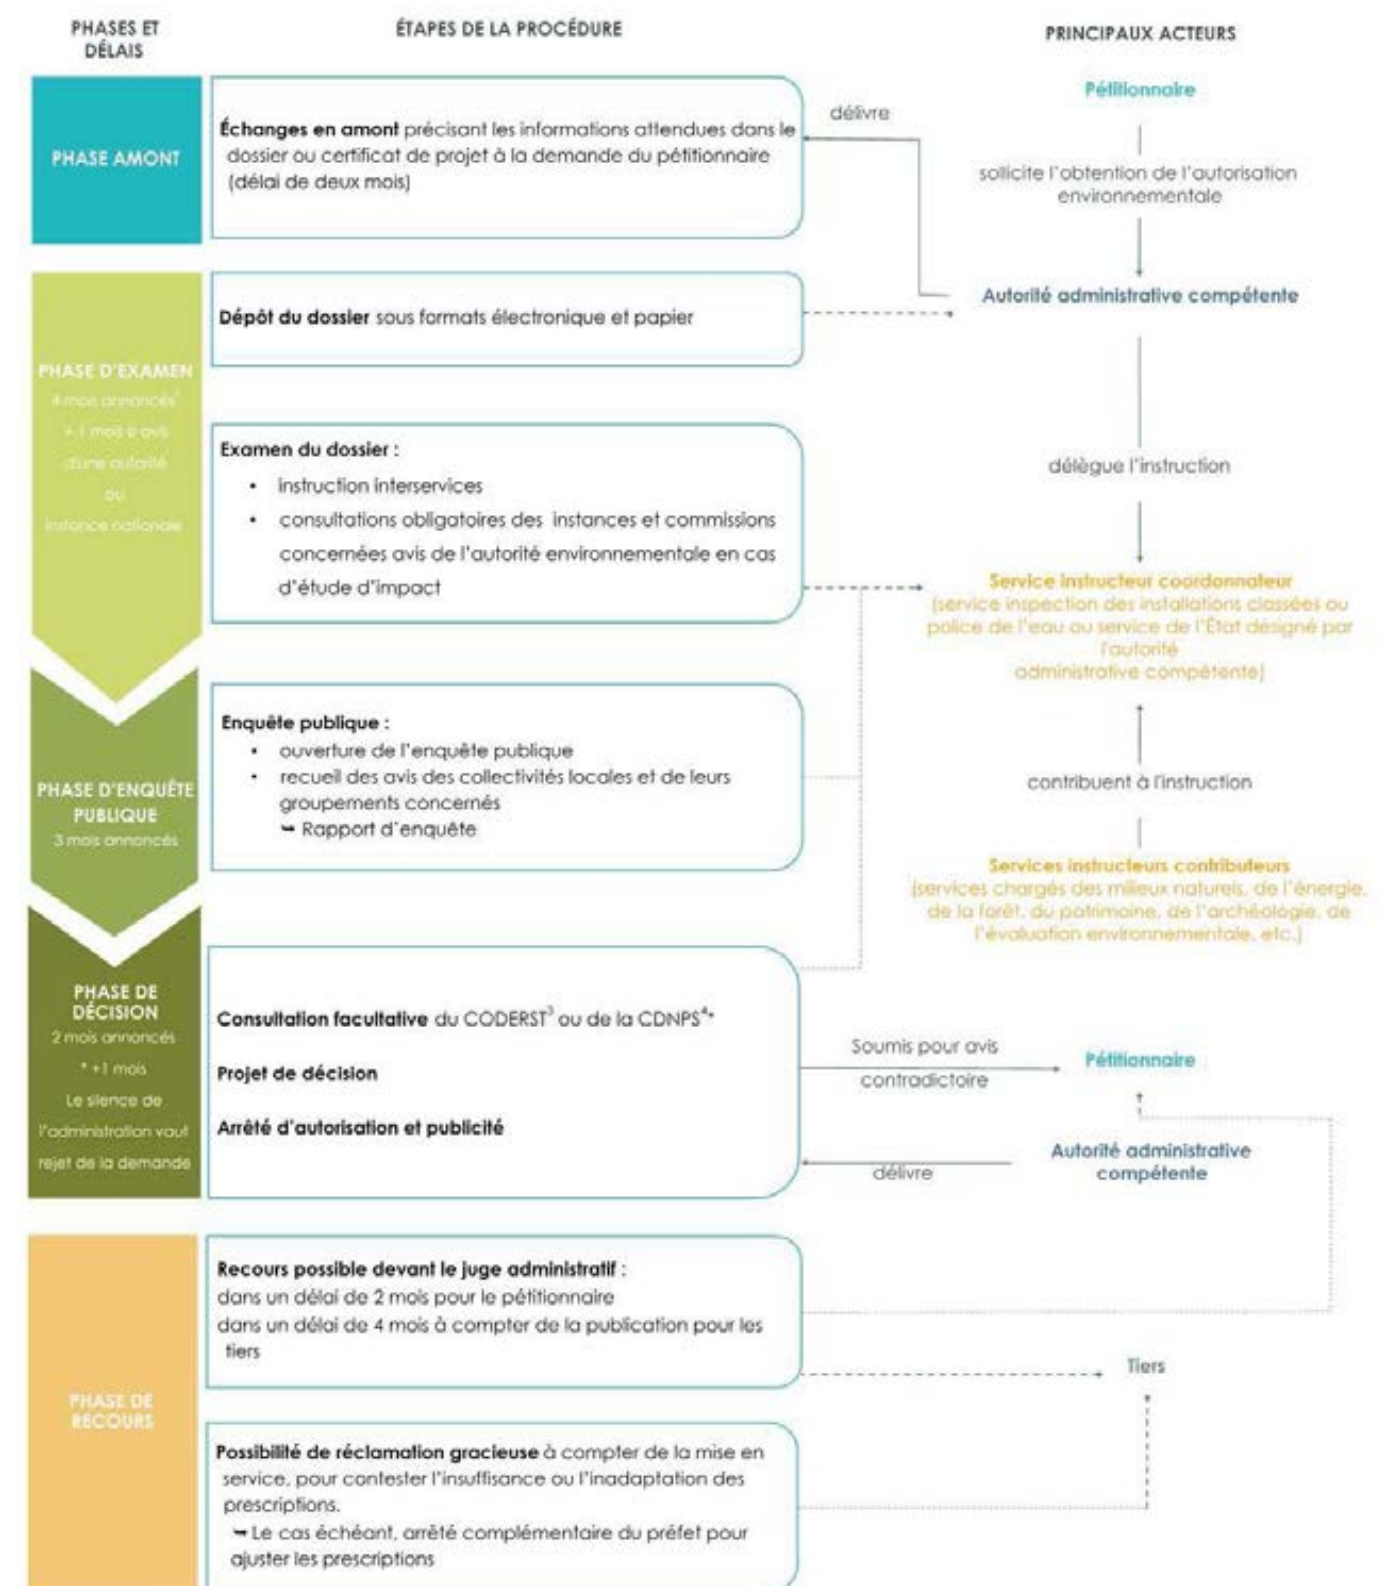 PHASES ET
DÉLAIS
ÉTAPES DE LA PROCÉDURE
PRINCIPAUX ACTEURS
PHASE AMONT
Échanges en amont précisant les informations attendues dans le
dossier ou certificat de projet à la demande du pétitionnaire
(délai de deux mois)
délivre
Pétitionnaire
sollicite l'obtention de l'autorisation
environnementale
Autorité administrative compétente
Dépôt du dossier sous formats électronique et papier
PHASE D'EXAMEN
4 mois annoncés
+ 1 mois d'avis
d'une autorité
ou
instance nationale
Examen du dossier :
• instruction interservices
• consultations obligatoires des instances et commissions
concernées avis de l'autorité environnementale en cas
d'étude d'impact
délègue l'instruction
Service instructeur coordonnateur
(service inspection des installations classées ou
police de l'eau ou service de l'État désigné par
l'autorité
administrative compétente)
PHASE D'ENQUÊTE
PUBLIQUE
3 mois annoncés
Enquête publique :
• ouverture de l'enquête publique
• recueil des avis des collectivités locales et de leurs
groupements concernés
➥ Rapport d'enquête
contribuent à l'instruction
Services instructeurs contributeurs
(services chargés des milieux naturels, de l'énergie,
de la forêt, du patrimoine, de l'archéologie, de
l'évaluation environnementale, etc.)
PHASE DE
DÉCISION
2 mois annoncés
* +1 mois
Le silence de
l'administration vaut
rejet de la demande
Consultation facultative du CODERST³ ou de la CDNPS⁴*
Projet de décision
Arrêté d'autorisation et publicité
Soumis pour avis
contradictoire
Pétitionnaire
Autorité administrative
compétente
délivre
PHASE DE
RECOURS
Recours possible devant le juge administratif :
dans un délai de 2 mois pour le pétitionnaire
dans un délai de 4 mois à compter de la publication pour les
tiers
Tiers
Possibilité de réclamation gracieuse à compter de la mise en
service, pour contester l'insuffisance ou l'inadaptation des
prescriptions.
➥ Le cas échéant, arrêté complémentaire du préfet pour
ajuster les prescriptions